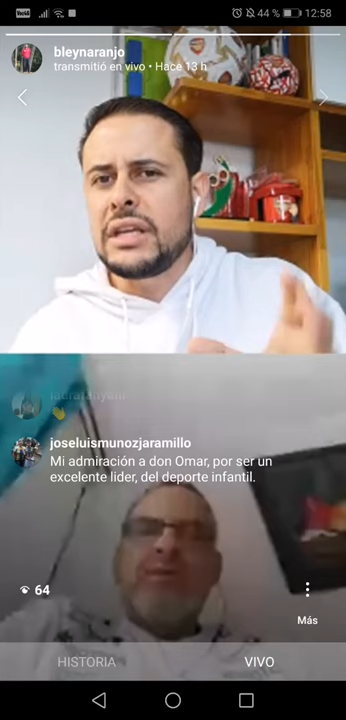 44 % 12:58
bleynaranjo
transmitió en vivo • Hace 13 h
joseluismunozjaramillo
Mi admiración a don Omar, por ser un
excelente lider, del deporte infantil.
64
Más
HISTORIA VIVO